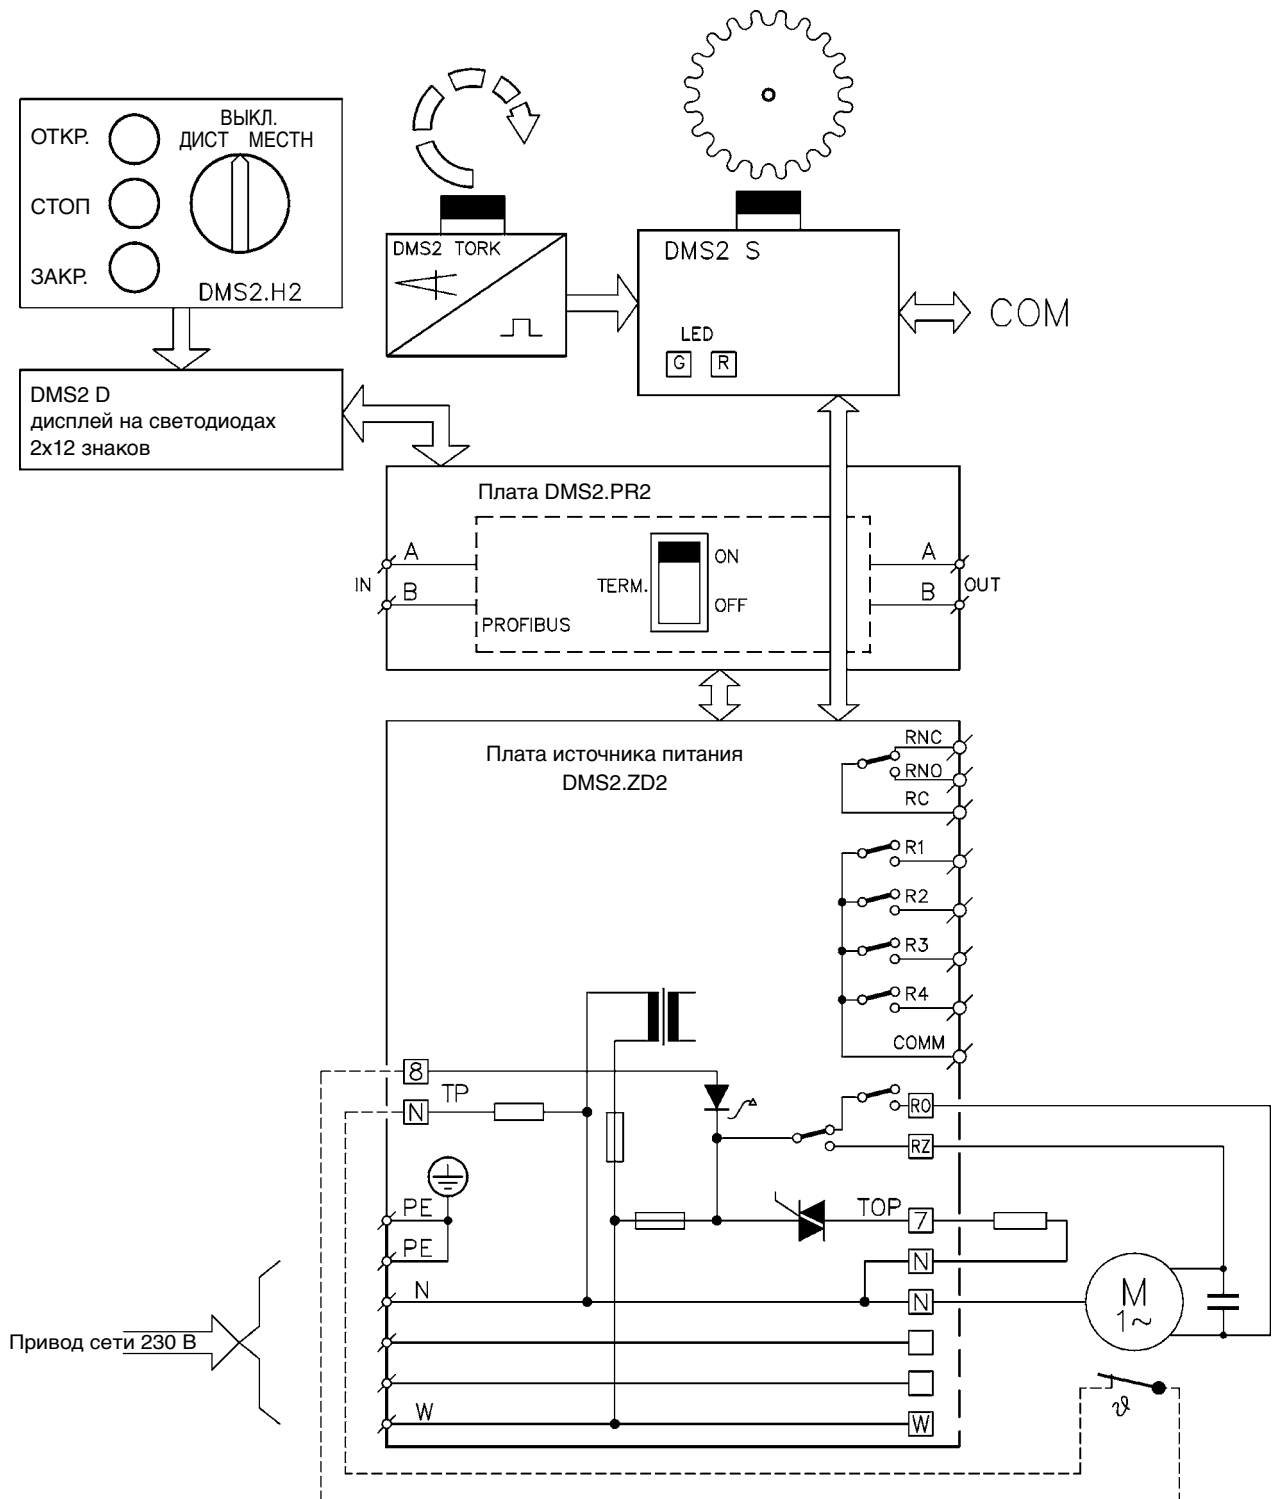 ОТКР.
СТОП
ЗАКР.
ВЫКЛ.
ДИСТ МЕСТН
DMS2.H2
DMS2 TORK
DMS2 S
LED
G R
COM
DMS2 D
дисплей на светодиодах
2x12 знаков
Плата DMS2.PR2
IN
A
B
PROFIBUS
TERM.
ON
OFF
A
B
OUT
Плата источника питания
DMS2.ZD2
RNC
RNO
RC
R1
R2
R3
R4
COMM
8
TP
N
RO
RZ
PE
PE
TOP
7
N
N
N
W
W
M
1~
ϑ
Привод сети 230 В